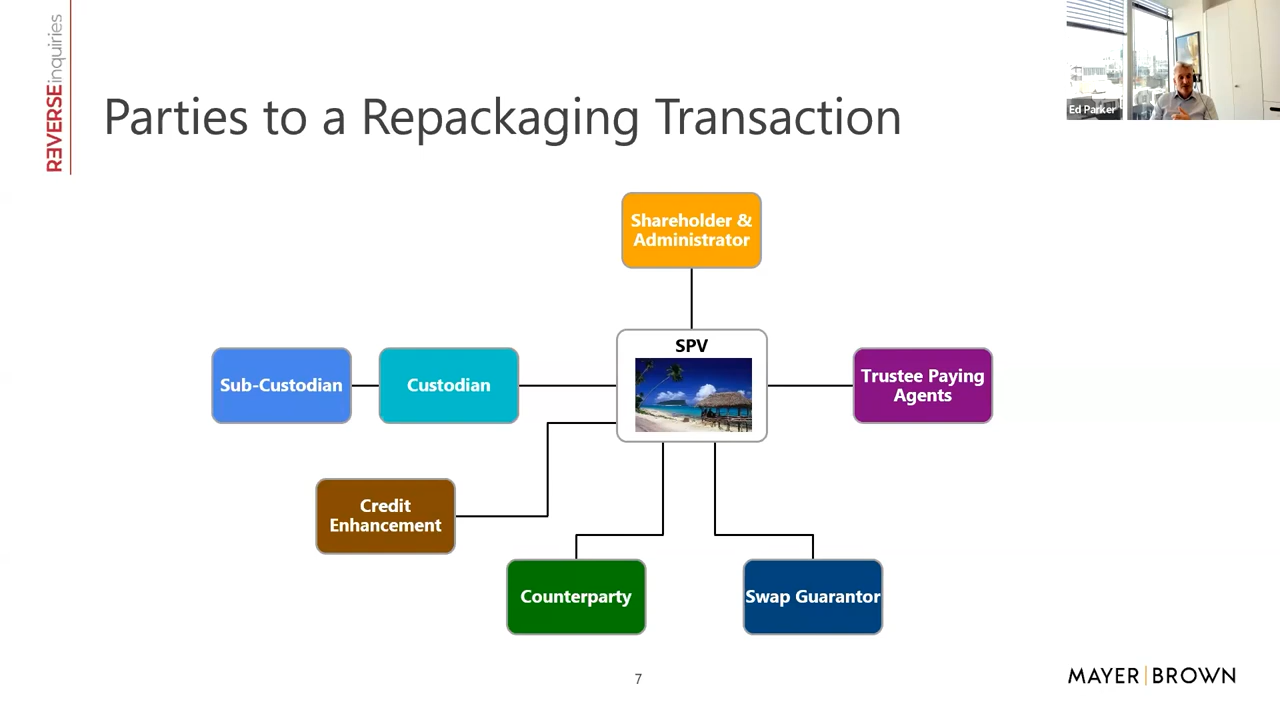 REVERSEinquiries
Ed Parker
Parties to a Repackaging Transaction
Shareholder &
Administrator
SPV
Sub-Custodian
Custodian
Trustee Paying
Agents
Credit
Enhancement
Counterparty
Swap Guarantor
7
MAYER | BROWN